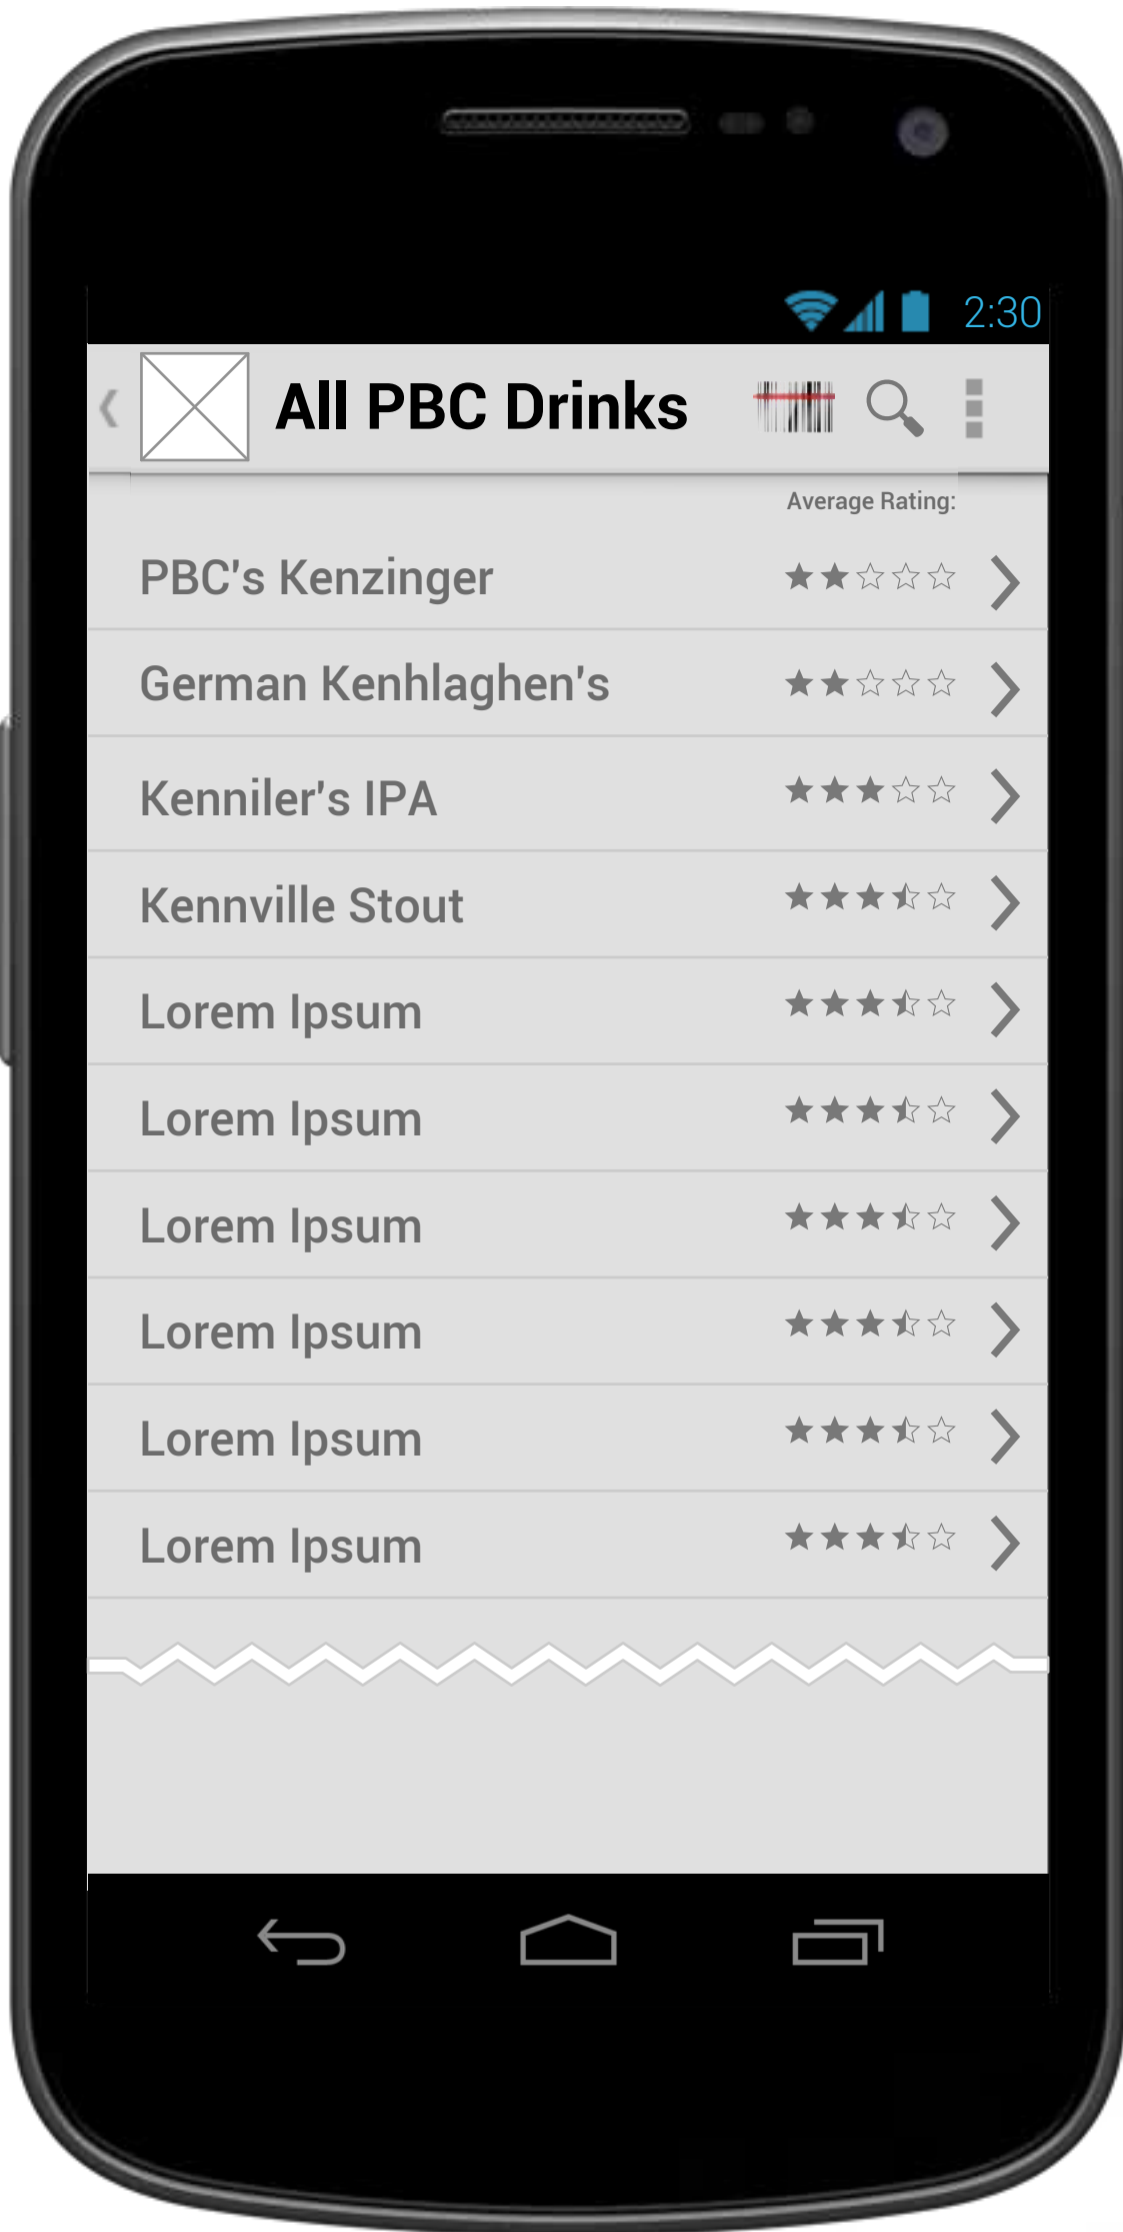 2:30
All PBC Drinks
Average Rating:
PBC's Kenzinger
German Kenhlaghen's
Kenniler's IPA
Kennville Stout
Lorem Ipsum
Lorem Ipsum
Lorem Ipsum
Lorem Ipsum
Lorem Ipsum
Lorem Ipsum